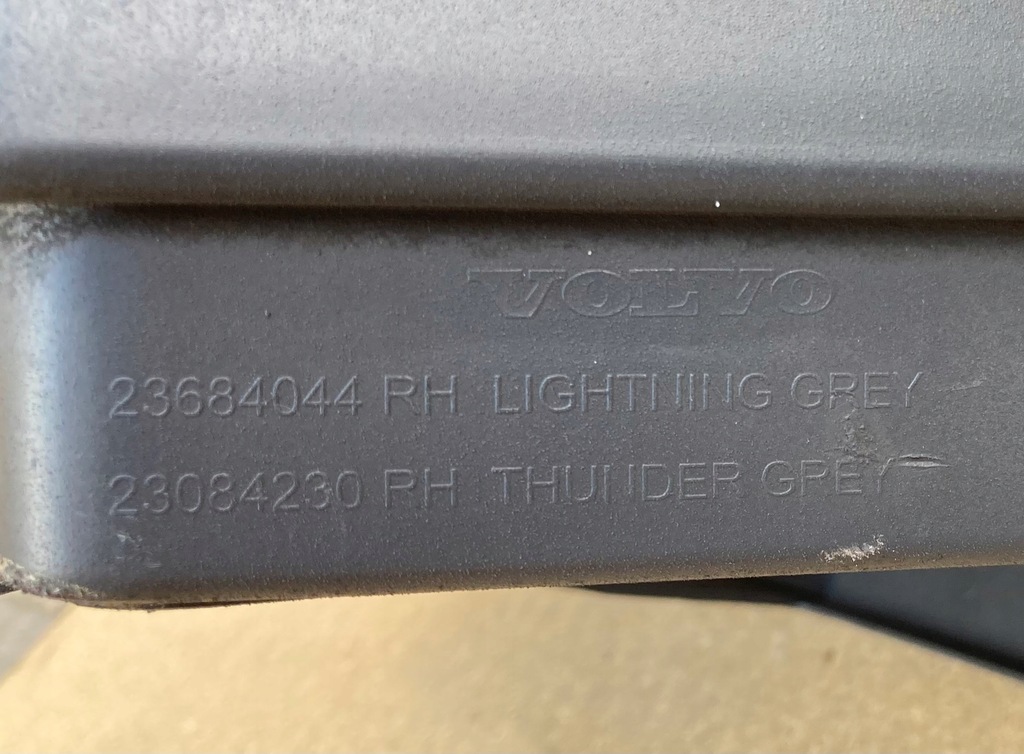 VOLVO
23684044 RH LIGHTNING GREY
23084230 RH THUNDER GREY